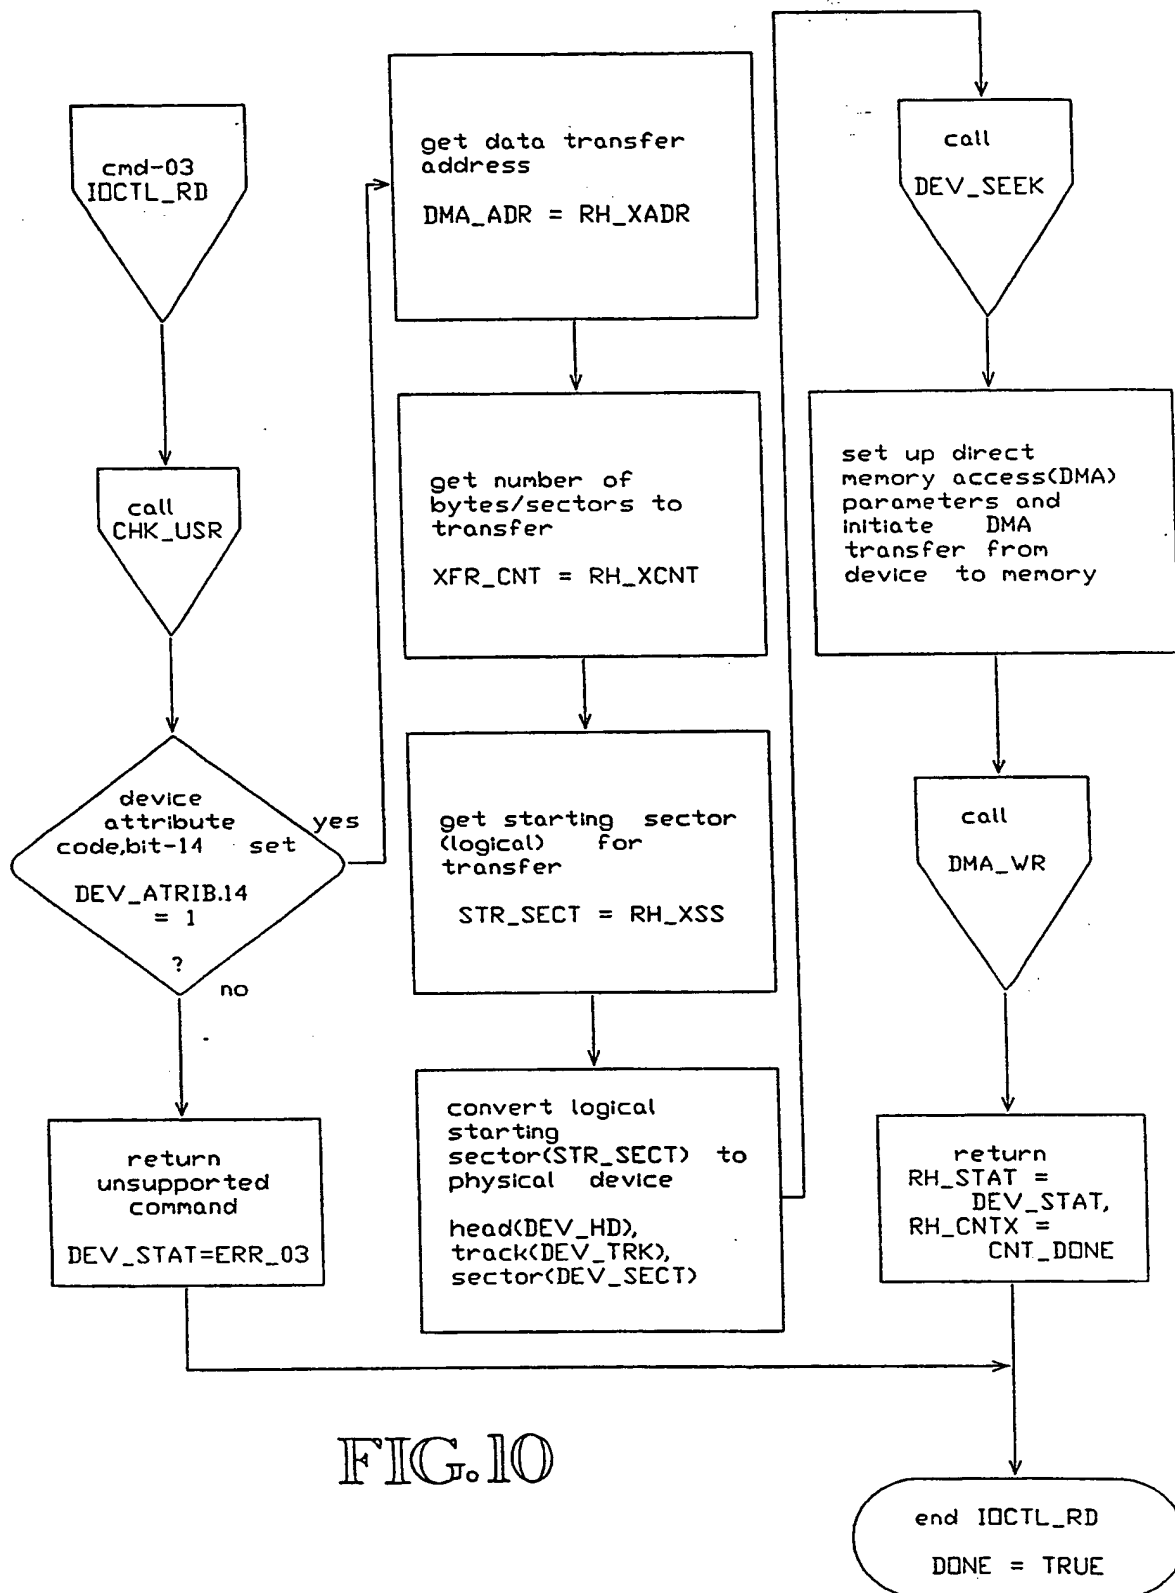 cmd-03
IOCTL_RD
call
CHK_USR
device
attribute
code,bit-14 set
DEV_ATRIB.14
= 1
?
yes
no
return
unsupported
command
DEV_STAT=ERR_03
get data transfer
address
DMA_ADR = RH_XADR
get number of
bytes/sectors to
transfer
XFR_CNT = RH_XCNT
get starting sector
(logical) for
transfer
STR_SECT = RH_XSS
convert logical
starting
sector(STR_SECT) to
physical device
head(DEV_HD),
track(DEV_TRK),
sector(DEV_SECT)
call
DEV_SEEK
set up direct
memory access(DMA)
parameters and
initiate DMA
transfer from
device to memory
call
DMA_WR
return
RH_STAT =
DEV_STAT,
RH_CNTX =
CNT_DONE
end IOCTL_RD
DONE = TRUE
FIG.10